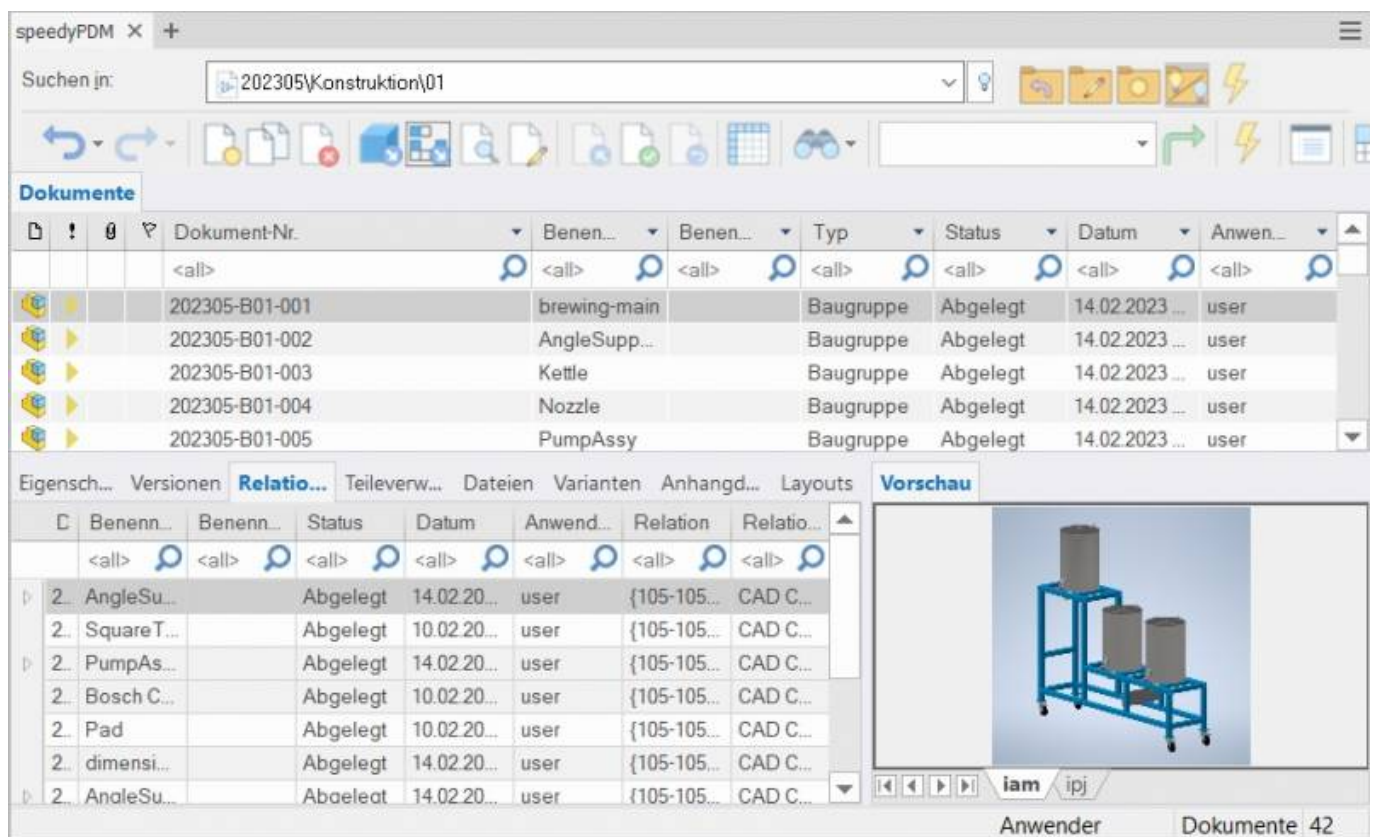 speedyPDM
Suchen in: 202305\Konstruktion\01
Dokumente
! Dokument-Nr. Benen... Benen... Typ Status Datum Anwen...
<all> <all> <all> <all> <all> <all> <all>
202305-B01-001 brewing-main Baugruppe Abgelegt 14.02.2023 ... user
202305-B01-002 AngleSupp... Baugruppe Abgelegt 14.02.2023 ... user
202305-B01-003 Kettle Baugruppe Abgelegt 14.02.2023 ... user
202305-B01-004 Nozzle Baugruppe Abgelegt 14.02.2023 ... user
202305-B01-005 PumpAssy Baugruppe Abgelegt 14.02.2023 ... user
Eigensch... Versionen Relatio... Teileverw... Dateien Varianten Anhangd... Layouts Vorschau
Benenn... Benenn... Status Datum Anwend... Relation Relatio...
<all> <all> <all> <all> <all> <all> <all>
2.. AngleSu... Abgelegt 14.02.20... user {105-105... CAD C...
2.. SquareT... Abgelegt 10.02.20... user {105-105... CAD C...
2.. PumpAs... Abgelegt 14.02.20... user {105-105... CAD C...
2.. Bosch C... Abgelegt 10.02.20... user {105-105... CAD C...
2.. Pad Abgelegt 10.02.20... user {105-105... CAD C...
2.. dimensi... Abgelegt 14.02.20... user {105-105... CAD C...
2.. AngleSu... Abgelegt 14.02.20... user {105-105... CAD C...
iam ipj
Anwender Dokumente 42